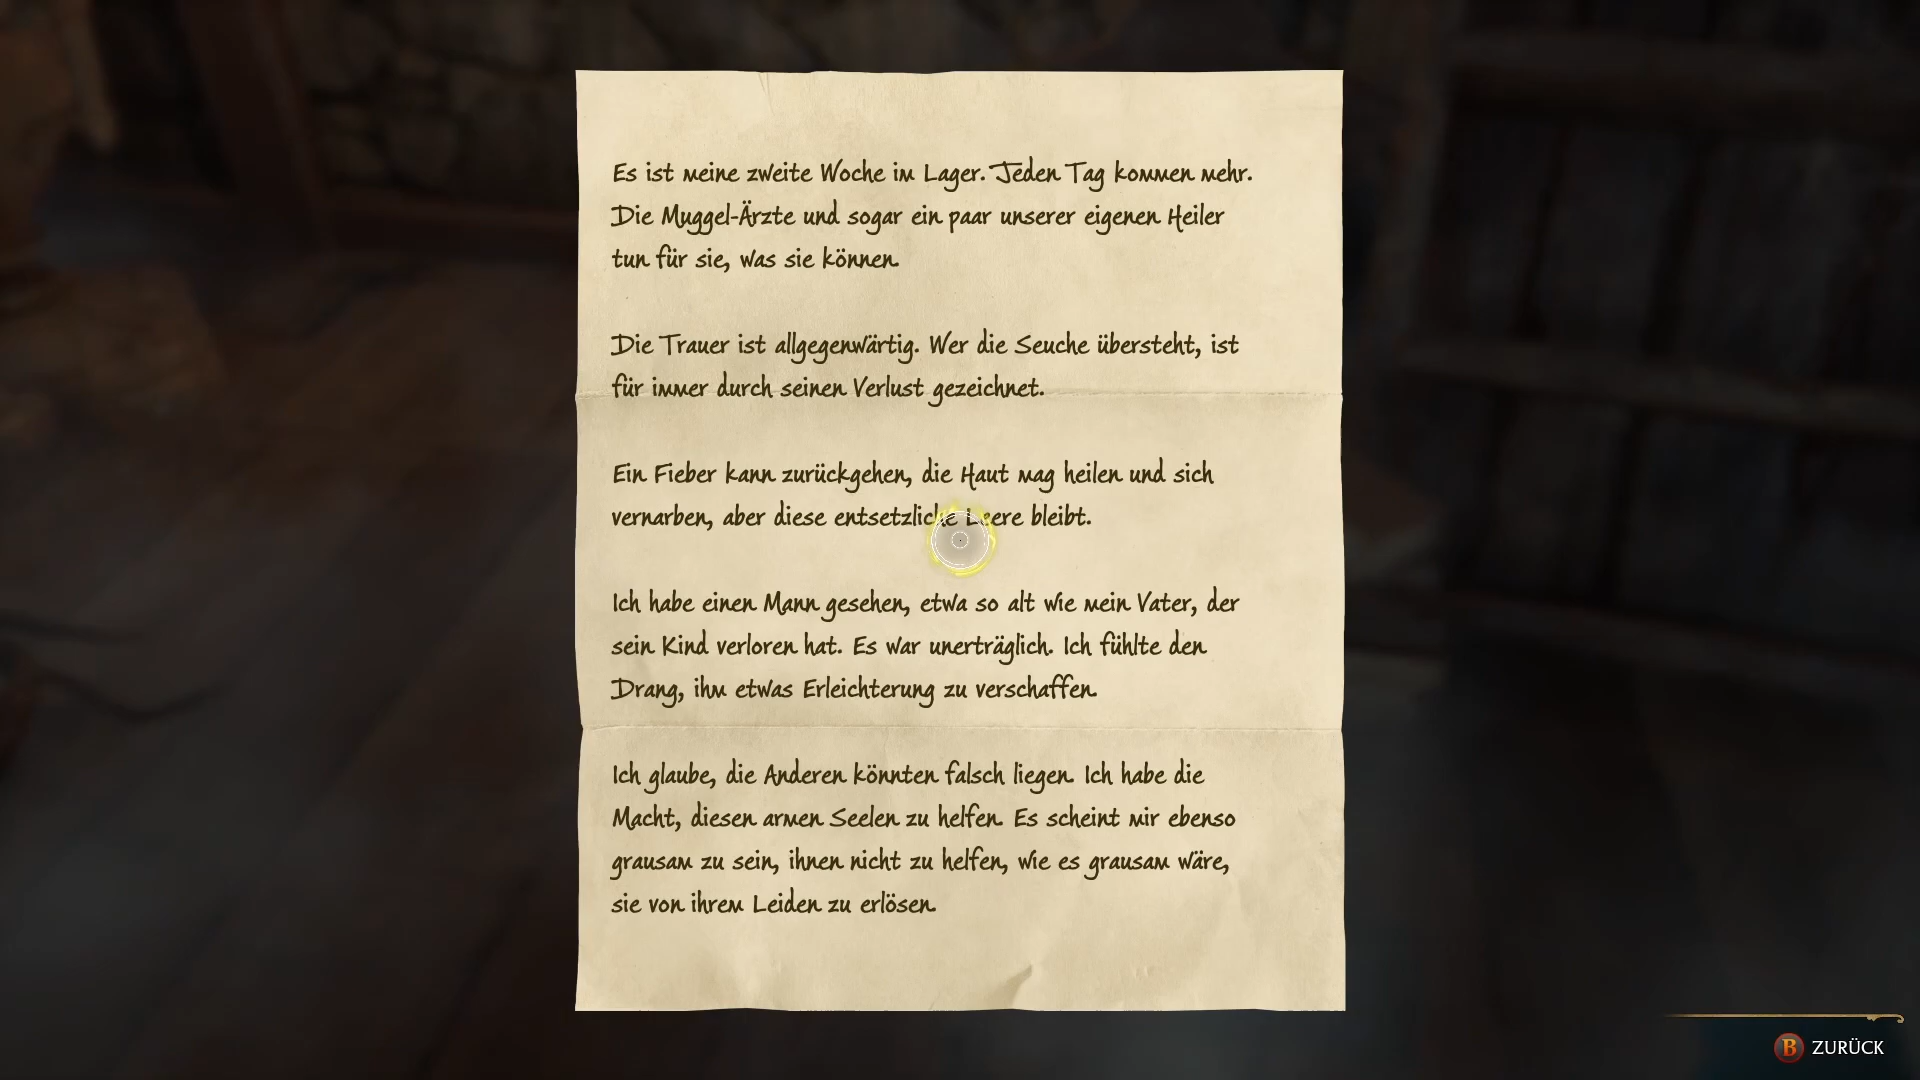 Es ist meine zweite Woche im Lager. Jeden Tag kommen mehr.
Die Muggel-Ärzte und sogar ein paar unserer eigenen Heiler
tun für sie, was sie können.
Die Trauer ist allgegenwärtig. Wer die Seuche übersteht, ist
für immer durch seinen Verlust gezeichnet.
Ein Fieber kann zurückgehen, die Haut mag heilen und sich
vernarben, aber diese entsetzliche Leere bleibt.
Ich habe einen Mann gesehen, etwa so alt wie mein Vater, der
sein Kind verloren hat. Es war unerträglich. Ich fühlte den
Drang, ihm etwas Erleichterung zu verschaffen.
Ich glaube, die Anderen könnten falsch liegen. Ich habe die
Macht, diesen armen Seelen zu helfen. Es scheint mir ebenso
grausam zu sein, ihnen nicht zu helfen, wie es grausam wäre,
sie von ihrem Leiden zu erlösen.
B ZURÜCK